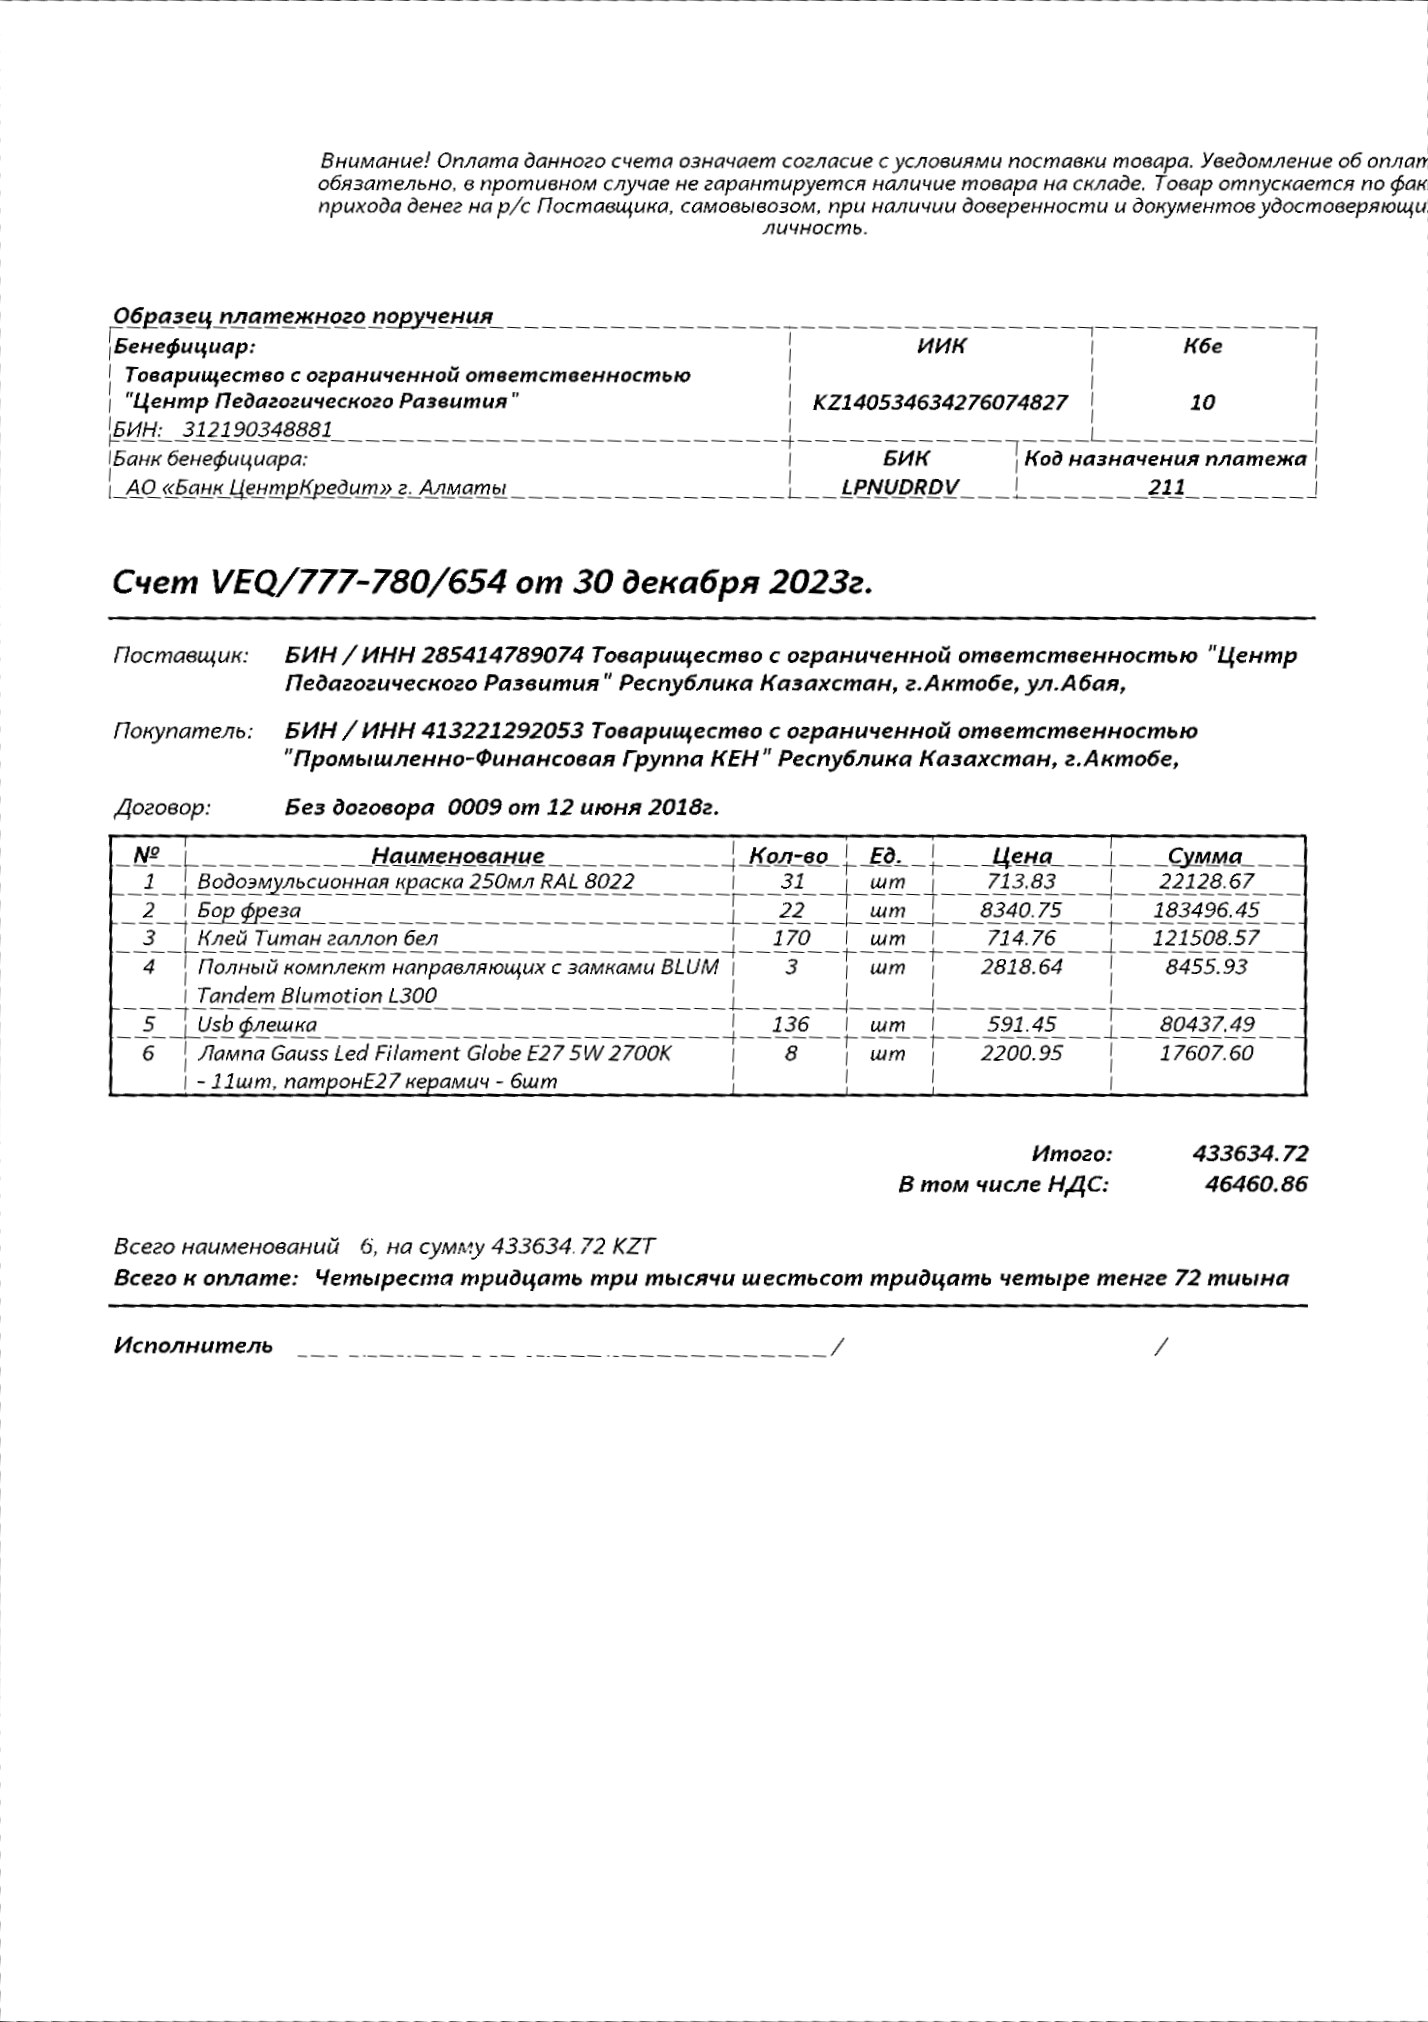 Внимание! Оплата данного счета означает согласие с условиями поставки товара. Уведомление об оплат
обязательно, в противном случае не гарантируется наличие товара на складе. Товар отпускается по фак
прихода денег на р/с Поставщика, самовывозом, при наличии доверенности и документов удостоверяющи
личность.
Образец платежного поручения
Бенефициар: ИИК Кбе
Товарищество с ограниченной ответственностью
"Центр Педагогического Развития" KZ140534634276074827 10
БИН: 312190348881
Банк бенефициара: БИК Код назначения платежа
АО «Банк ЦентрКредит» г. Алматы LPNUDRDV 211
Счет VEQ/777-780/654 от 30 декабря 2023г.
Поставщик: БИН / ИНН 285414789074 Товарищество с ограниченной ответственностью "Центр
Педагогического Развития" Республика Казахстан, г.Актобе, ул.Абая,
Покупатель: БИН / ИНН 413221292053 Товарищество с ограниченной ответственностью
"Промышленно-Финансовая Группа КЕН" Республика Казахстан, г.Актобе,
Договор: Без договора 0009 от 12 июня 2018г.
№ Наименование Кол-во Ед. Цена Сумма
1 Водоэмульсионная краска 250мл RAL 8022 31 шт 713.83 22128.67
2 Бор фреза 22 шт 8340.75 183496.45
3 Клей Титан галлоп бел 170 шт 714.76 121508.57
4 Полный комплект направляющих с замками BLUM 3 шт 2818.64 8455.93
Tandem Blumotion L300
5 Usb флешка 136 шт 591.45 80437.49
6 Лампа Gauss Led Filament Globe E27 5W 2700K 8 шт 2200.95 17607.60
- 11шт, патронЕ27 керамич - 6шт
Итого: 433634.72
В том числе НДС: 46460.86
Всего наименований 6, на сумму 433634.72 KZT
Всего к оплате: Четыреста тридцать три тысячи шестьсот тридцать четыре тенге 72 тиына
Исполнитель / /